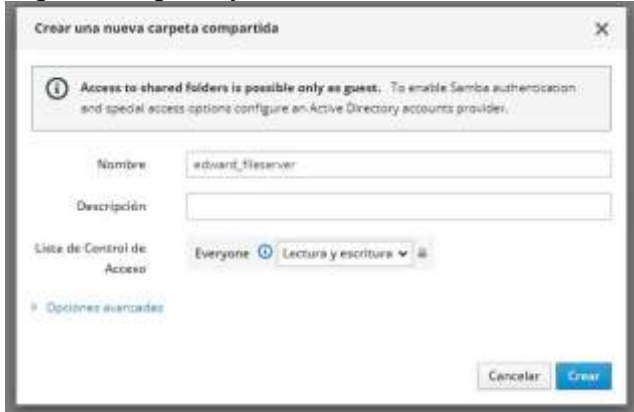 Crear una nueva carpeta compartida
Access to shared folders is possible only as guest. To enable Samba authentication
and special access options configure an Active Directory accounts provider.
Nombre edward_fileserver
Descripción
Lista de Control de
Acceso
Everyone Lectura y escritura
Opciones avanzadas
Cancelar Crear